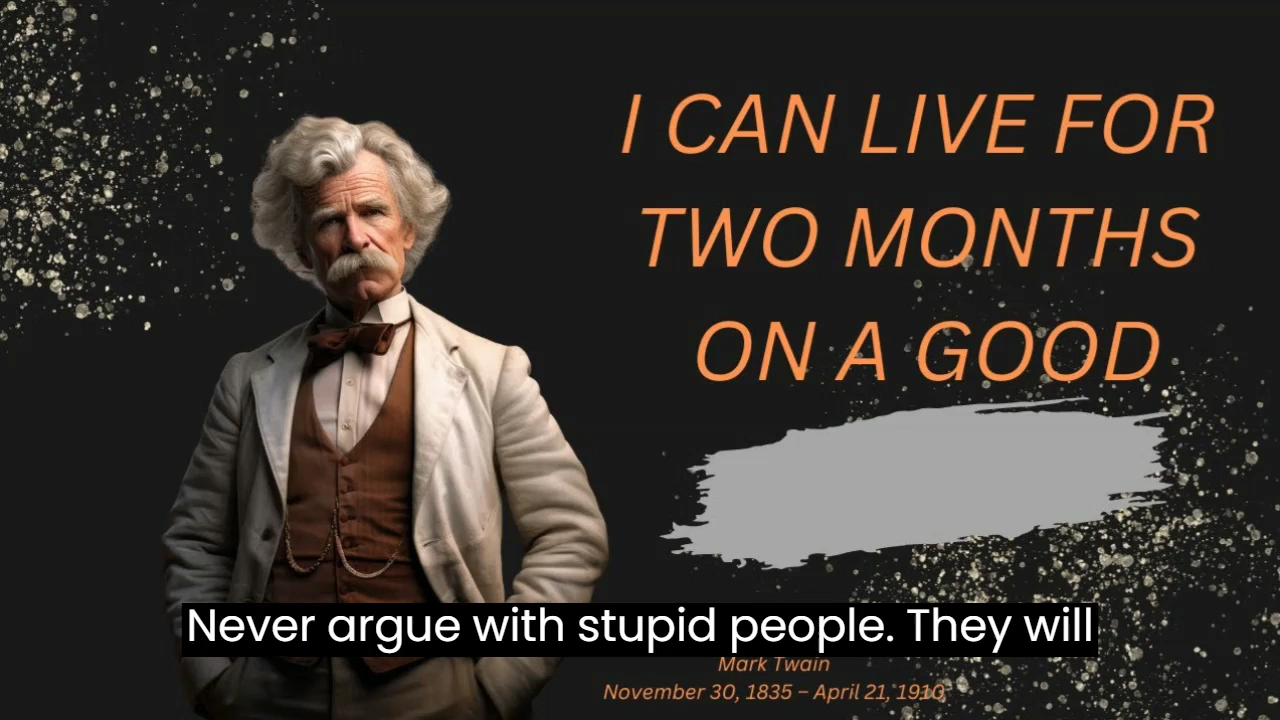 I CAN LIVE FOR
TWO MONTHS
ON A GOOD
Never argue with stupid people. They will
Mark Twain
November 30, 1835 – April 21, 1910